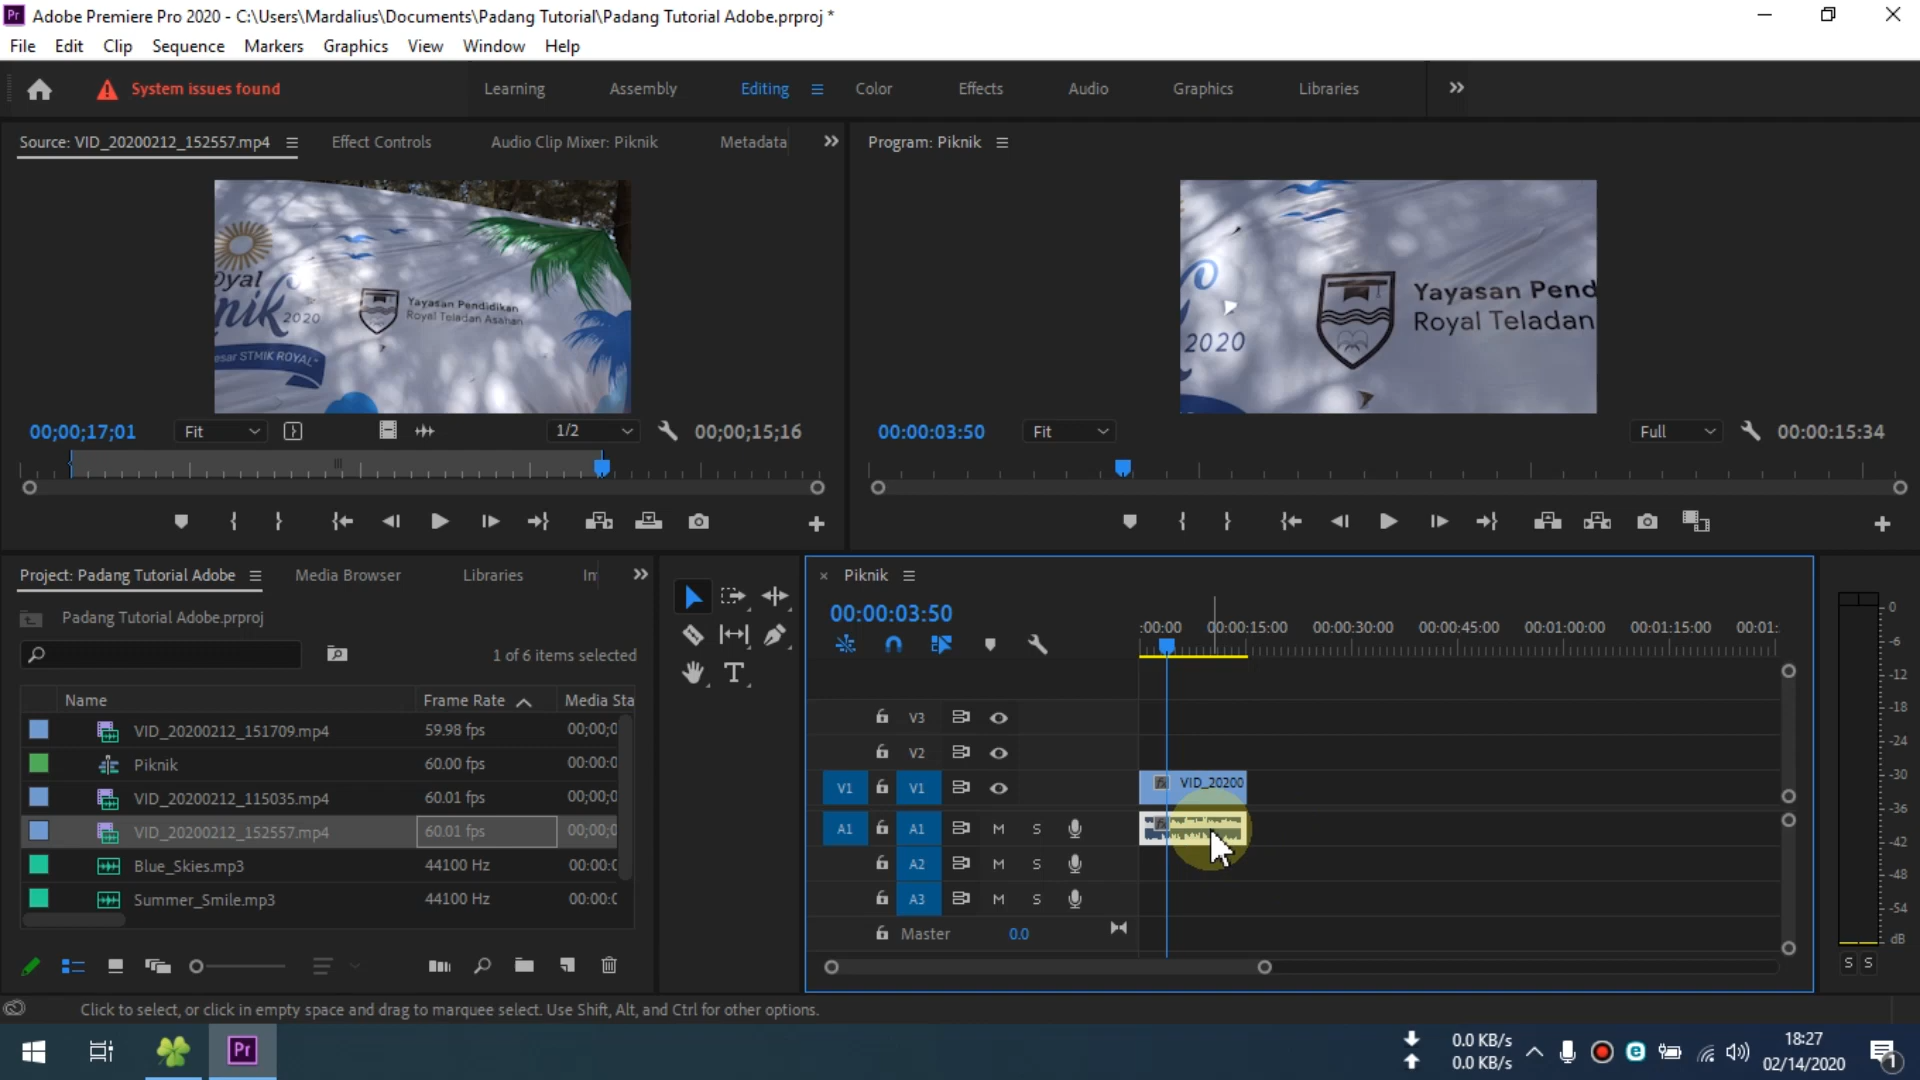 Adobe Premiere Pro 2020 - C:\Users\Mardalius\Documents\Padang Tutorial\Padang Tutorial Adobe.prproj *
File Edit Clip Sequence Markers Graphics View Window Help
System issues found
Learning Assembly Editing Color Effects Audio Graphics Libraries
Source: VID_20200212_152557.mp4 Effect Controls Audio Clip Mixer: Piknik Metadata
Program: Piknik
oyal
nik 2020
esar STMIK ROYAL"
Yayasan Pendidikan
Royal Teladan Asahan
2020
Yayasan Pend
Royal Teladan
00;00;17;01 Fit 1/2 00;00;15;16
00:00:03:50 Fit Full 00:00:15:34
Project: Padang Tutorial Adobe Media Browser Libraries In
Padang Tutorial Adobe.prproj
1 of 6 items selected
Name Frame Rate Media Sta
VID_20200212_151709.mp4 59.98 fps 00;00;0
Piknik 60.00 fps 00:00:0
VID_20200212_115035.mp4 60.01 fps 00;00;0
VID_20200212_152557.mp4 60.01 fps 00;00;0
Blue_Skies.mp3 44100 Hz 00:00:0
Summer_Smile.mp3 44100 Hz 00:00:0
× Piknik
00:00:03:50
:00:00 00:00:15:00 00:00:30:00 00:00:45:00 00:01:00:00 00:01:15:00 00:01:
V3
V2
V1 V1
VID_20200
A1 A1 M S
A2 M S
A3 M S
Master 0.0
0
-6
-12
-18
-24
-30
-36
-42
-48
-54
dB
S S
Click to select, or click in empty space and drag to marquee select. Use Shift, Alt, and Ctrl for other options.
Pr
0.0 KB/s
0.0 KB/s
18:27
02/14/2020
1